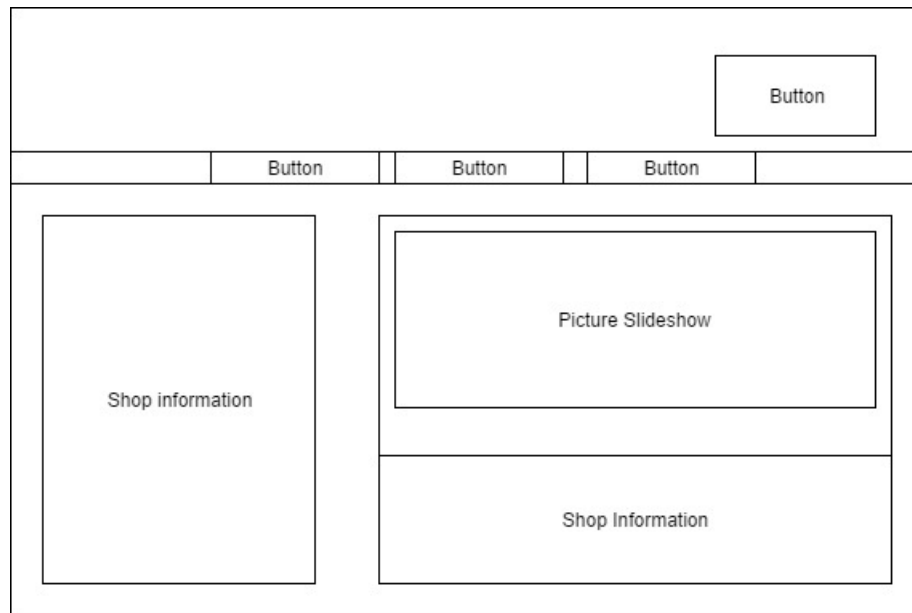 Button
Button
Button
Button
Picture Slideshow
Shop information
Shop Information